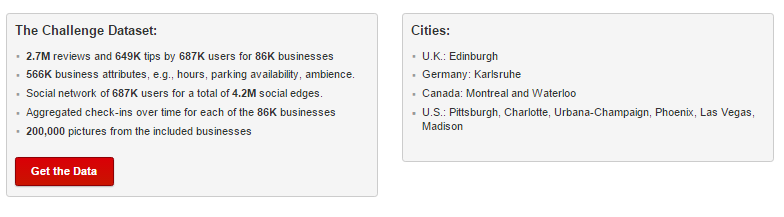 The Challenge Dataset:
2.7M reviews and 649K tips by 687K users for 86K businesses
566K business attributes, e.g., hours, parking availability, ambience.
Social network of 687K users for a total of 4.2M social edges.
Aggregated check-ins over time for each of the 86K businesses
200,000 pictures from the included businesses
Get the Data
Cities:
U.K.: Edinburgh
Germany: Karlsruhe
Canada: Montreal and Waterloo
U.S.: Pittsburgh, Charlotte, Urbana-Champaign, Phoenix, Las Vegas,
Madison